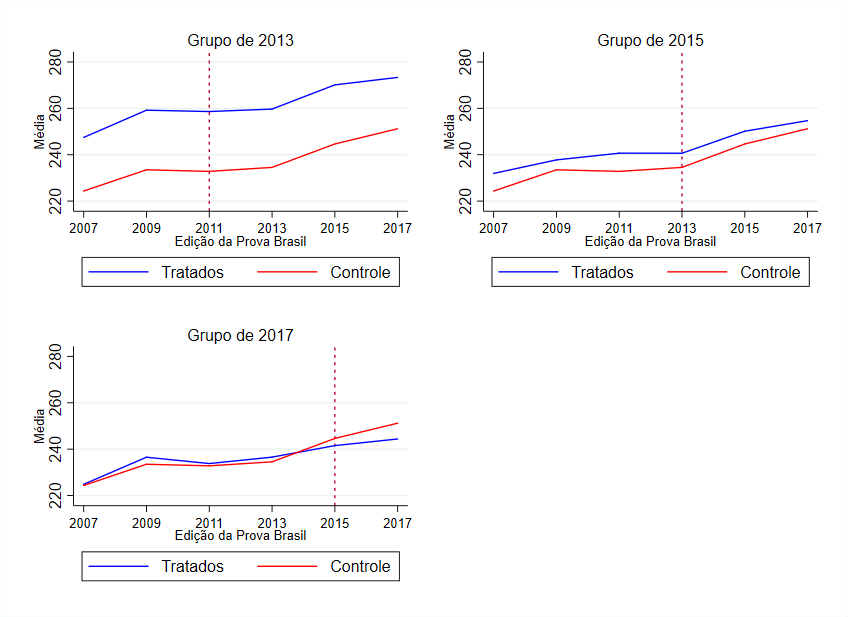 Grupo de 2013
Média
280
260
240
220
2007 2009 2011 2013 2015 2017
Edição da Prova Brasil
Tratados Controle
Grupo de 2015
Média
280
260
240
220
2007 2009 2011 2013 2015 2017
Edição da Prova Brasil
Tratados Controle
Grupo de 2017
Média
280
260
240
220
2007 2009 2011 2013 2015 2017
Edição da Prova Brasil
Tratados Controle